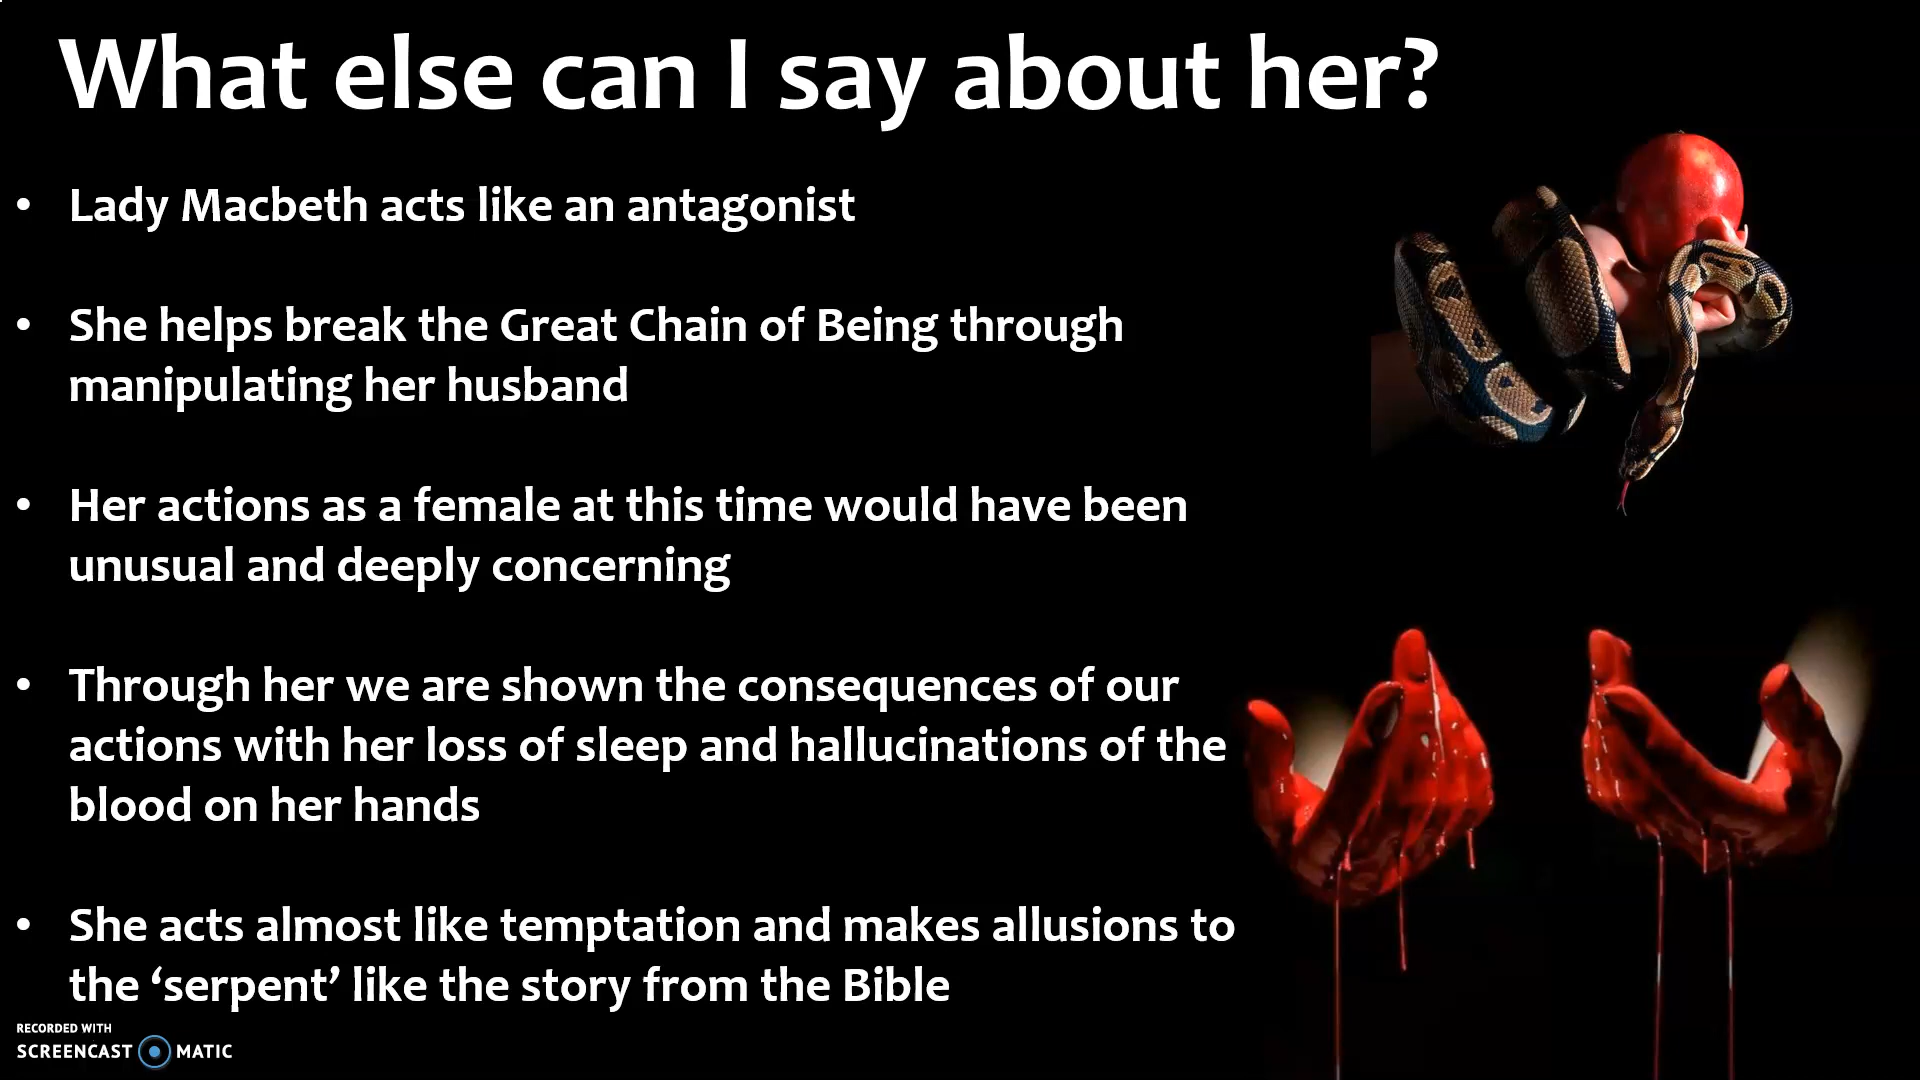 What else can I say about her?
• Lady Macbeth acts like an antagonist
• She helps break the Great Chain of Being through
manipulating her husband
• Her actions as a female at this time would have been
unusual and deeply concerning
• Through her we are shown the consequences of our
actions with her loss of sleep and hallucinations of the
blood on her hands
• She acts almost like temptation and makes allusions to
the ‘serpent’ like the story from the Bible
RECORDED WITH
SCREENCAST MATIC